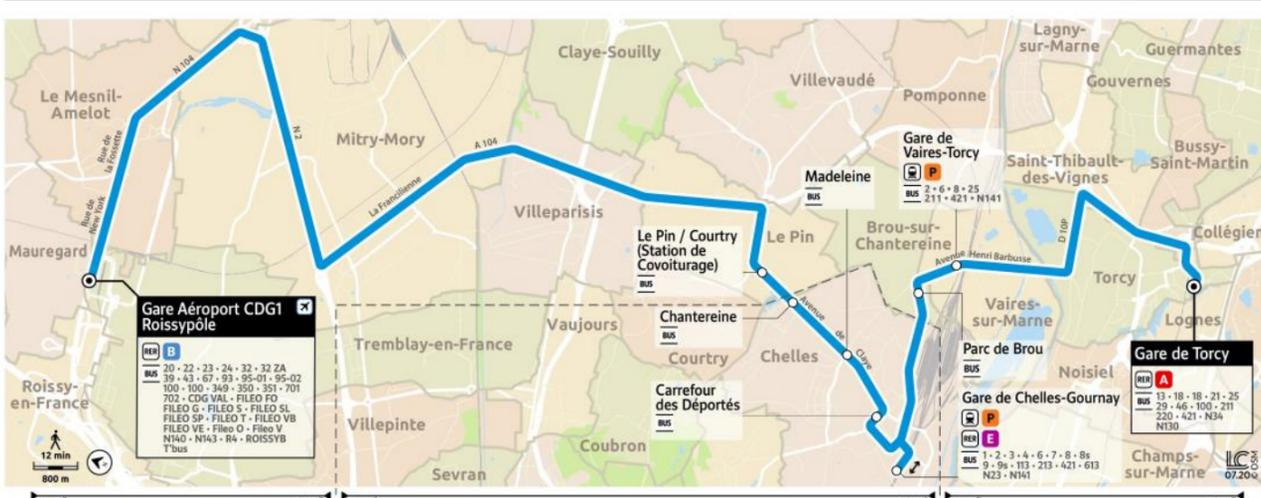 Lagny-
sur-Marne
Guermantes
Claye-Souilly
Villevaudé
Gouvernes
Pomponne
Le Mesnil-
Amelot
N 104
Rue de
la Fossette
Rue de
New York
N 2
Mitry-Mory
A 104
La Francilienne
Villeparisis
Gare de
Vaires-Torcy
P
BUS
2 • 6 • 8 • 25
211 • 421 • N141
Madeleine
BUS
Saint-Thibault-
des-Vignes
Bussy-
Saint-Martin
Mauregard
Le Pin / Courtry
(Station de
Covoiturage)
BUS
Le Pin
Brou-sur-
Chantereine
Avenue Henri Barbusse
D 10P
Collégien
Torcy
Gare Aéroport CDG1
Roissypôle
RER B
BUS
20 • 22 • 23 • 24 • 32 • 32 ZA
39 • 43 • 67 • 93 • 95-01 • 95-02
100 • 100 • 349 • 350 • 351 • 701
702 • CDG VAL • FILEO FO
FILEO G • FILEO S • FILEO SL
FILEO SP • FILEO T • FILEO VB
FILEO VE • Fileo O • Fileo V
N140 • N143 • R4 • ROISSYB
T'bus
Chantereine
BUS
Avenue de Claye
Vaujours
Tremblay-en-France
Courtry
Chelles
Vaires-
sur-Marne
Lognes
Parc de Brou
BUS
Noisiel
Gare de Torcy
RER A
BUS
13 • 18 • 18 • 21 • 25
29 • 46 • 100 • 211
220 • 421 • N34
N130
Roissy-
en-France
Carrefour
des Déportés
BUS
Gare de Chelles-Gournay
P
RER E
BUS
1 • 2 • 3 • 4 • 6 • 7 • 8 • 8s
9 • 9s • 113 • 213 • 421 • 613
N23 • N141
Villepinte
Coubron
Sevran
Champs-
sur-Marne
12 min
800 m
LC
07.20 © OSM